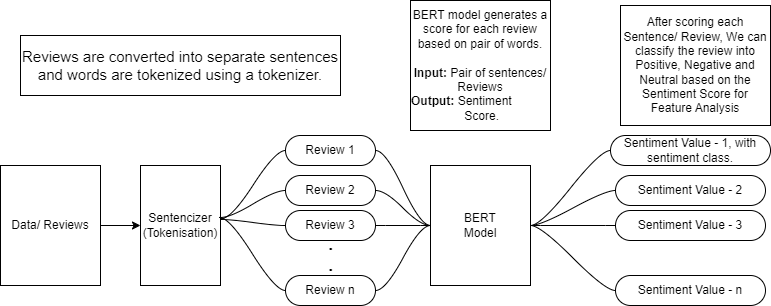 Reviews are converted into separate sentences
and words are tokenized using a tokenizer.
BERT model generates a
score for each review
based on pair of words.
Input: Pair of sentences/
Reviews
Output: Sentiment
Score.
After scoring each
Sentence/ Review, We can
classify the review into
Positive, Negative and
Neutral based on the
Sentiment Score for
Feature Analysis
Data/ Reviews
Sentencizer
(Tokenisation)
Review 1
Review 2
Review 3
.
.
Review n
BERT
Model
Sentiment Value - 1, with
sentiment class.
Sentiment Value - 2
Sentiment Value - 3
Sentiment Value - n